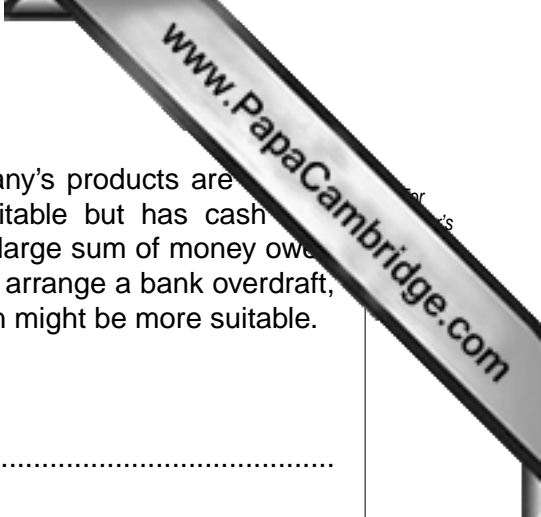 www.PapaCambridge.com
any's products are
itable but has cash
large sum of money owe
arrange a bank overdraft,
n might be more suitable.
................................................